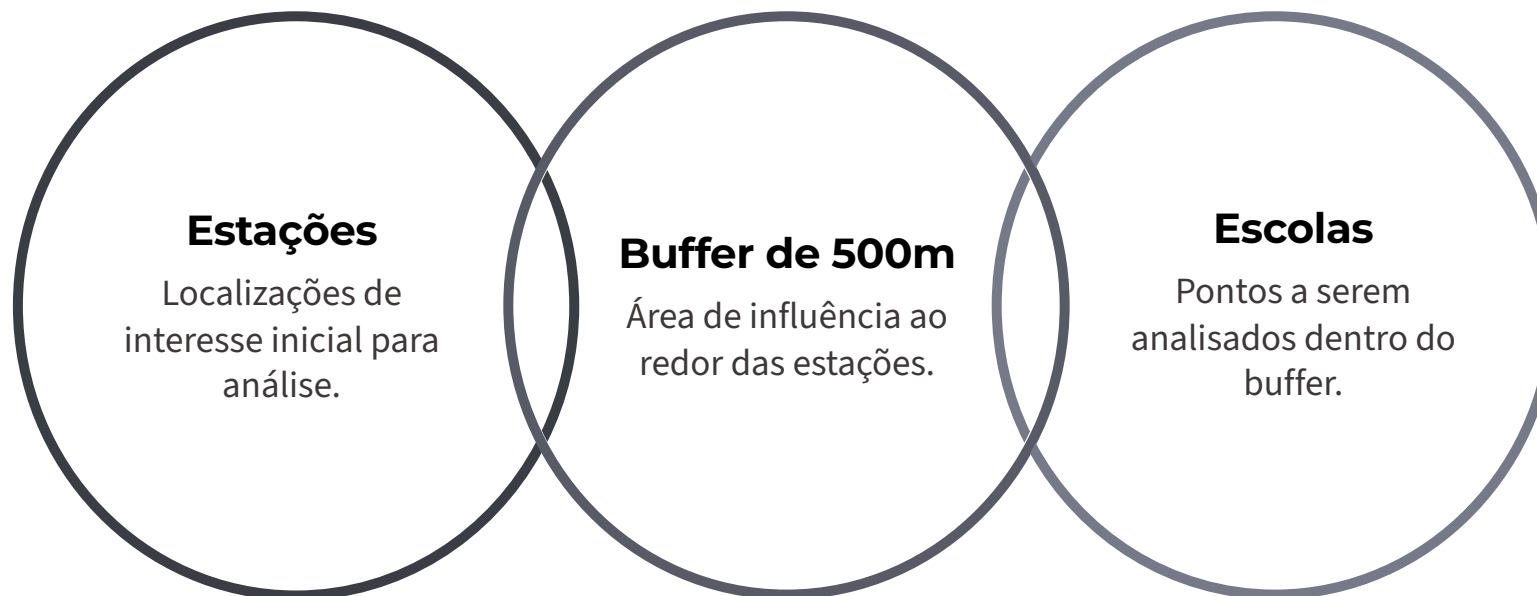 Estações
Localizações de
interesse inicial para
análise.
Buffer de 500m
Área de influência ao
redor das estações.
Escolas
Pontos a serem
analisados dentro do
buffer.